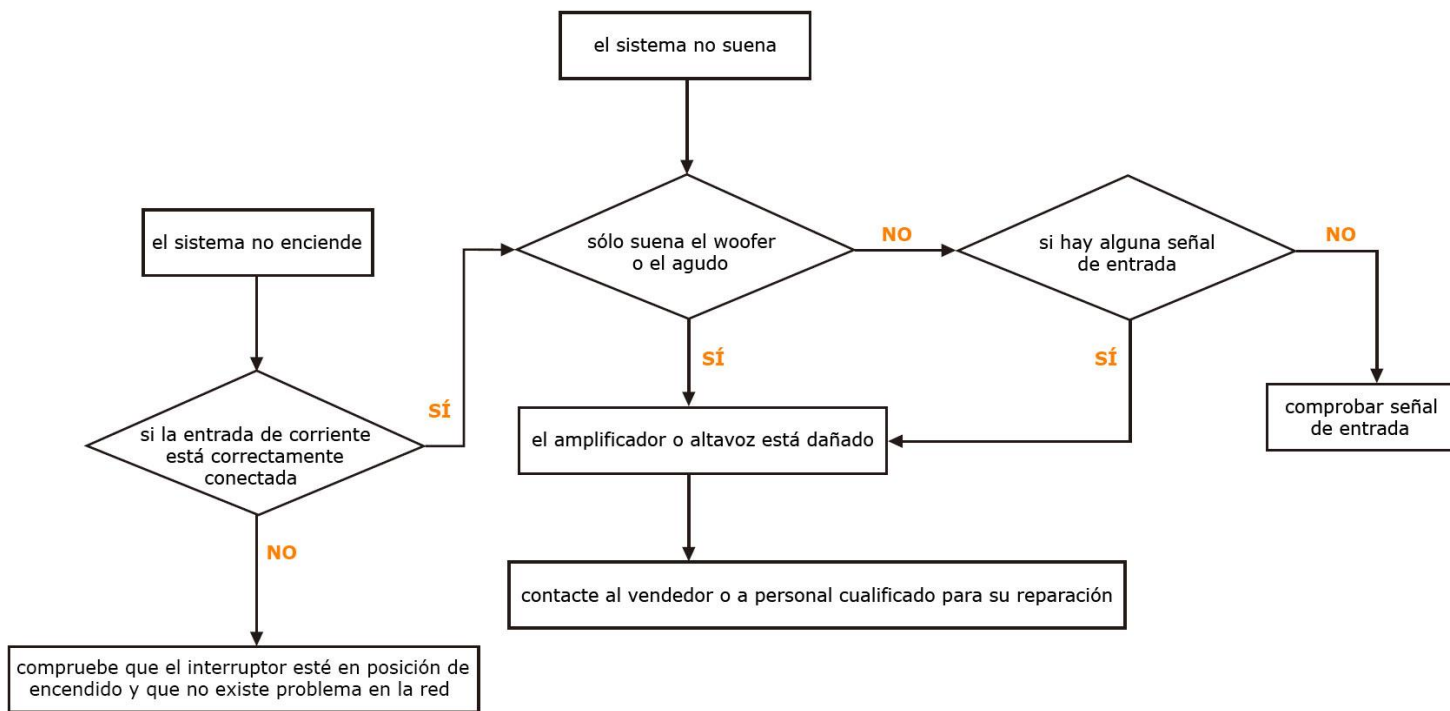 el sistema no suena
el sistema no enciende
sólo suena el woofer
o el agudo
NO
si hay alguna señal
de entrada
NO
SÍ
SÍ
SÍ
si la entrada de corriente
está correctamente
conectada
el amplificador o altavoz está dañado
comprobar señal
de entrada
NO
contacte al vendedor o a personal cualificado para su reparación
compruebe que el interruptor esté en posición de
encendido y que no existe problema en la red